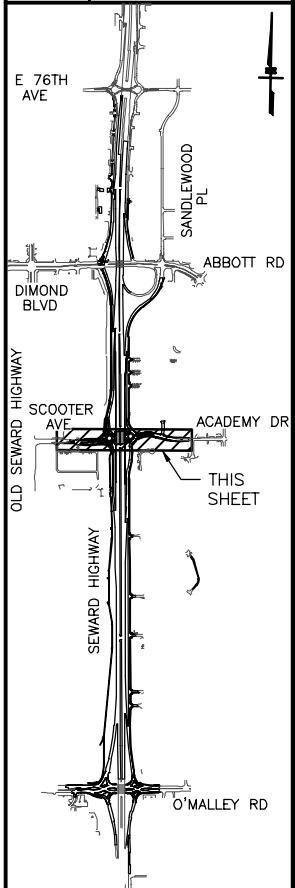 E 76TH
AVE
SANDLEWOOD
PL
ABBOTT RD
DIMOND
BLVD
OLD SEWARD HIGHWAY
SCOOTER
AVE
ACADEMY DR
THIS
SHEET
SEWARD HIGHWAY
O'MALLEY RD